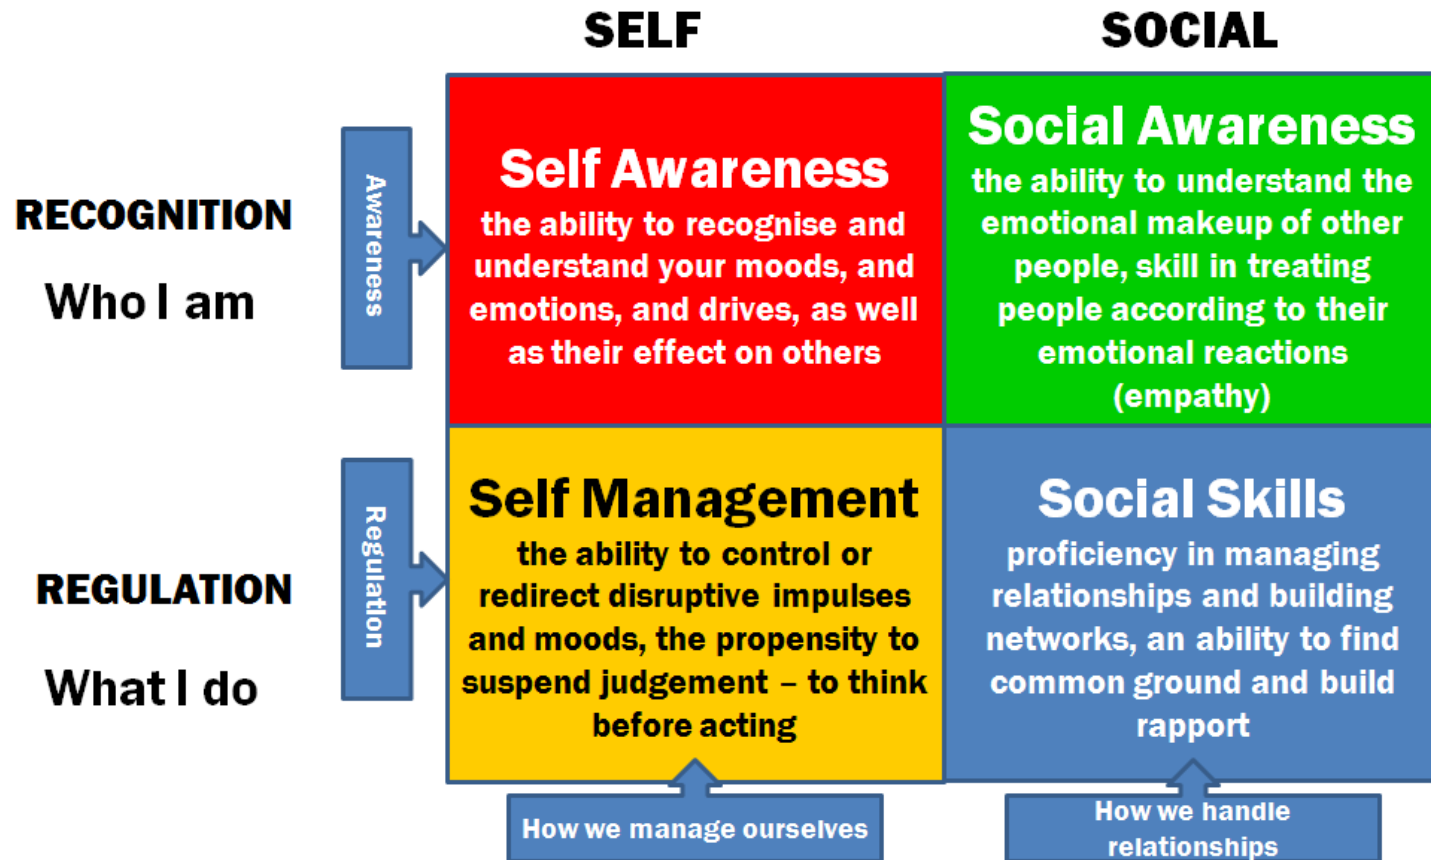 SELF
SOCIAL
RECOGNITION
Who I am
Awareness
Self Awareness
the ability to recognise and
understand your moods, and
emotions, and drives, as well
as their effect on others
Social Awareness
the ability to understand the
emotional makeup of other
people, skill in treating
people according to their
emotional reactions
(empathy)
REGULATION
What I do
Regulation
Self Management
the ability to control or
redirect disruptive impulses
and moods, the propensity to
suspend judgement – to think
before acting
Social Skills
proficiency in managing
relationships and building
networks, an ability to find
common ground and build
rapport
How we manage ourselves
How we handle
relationships